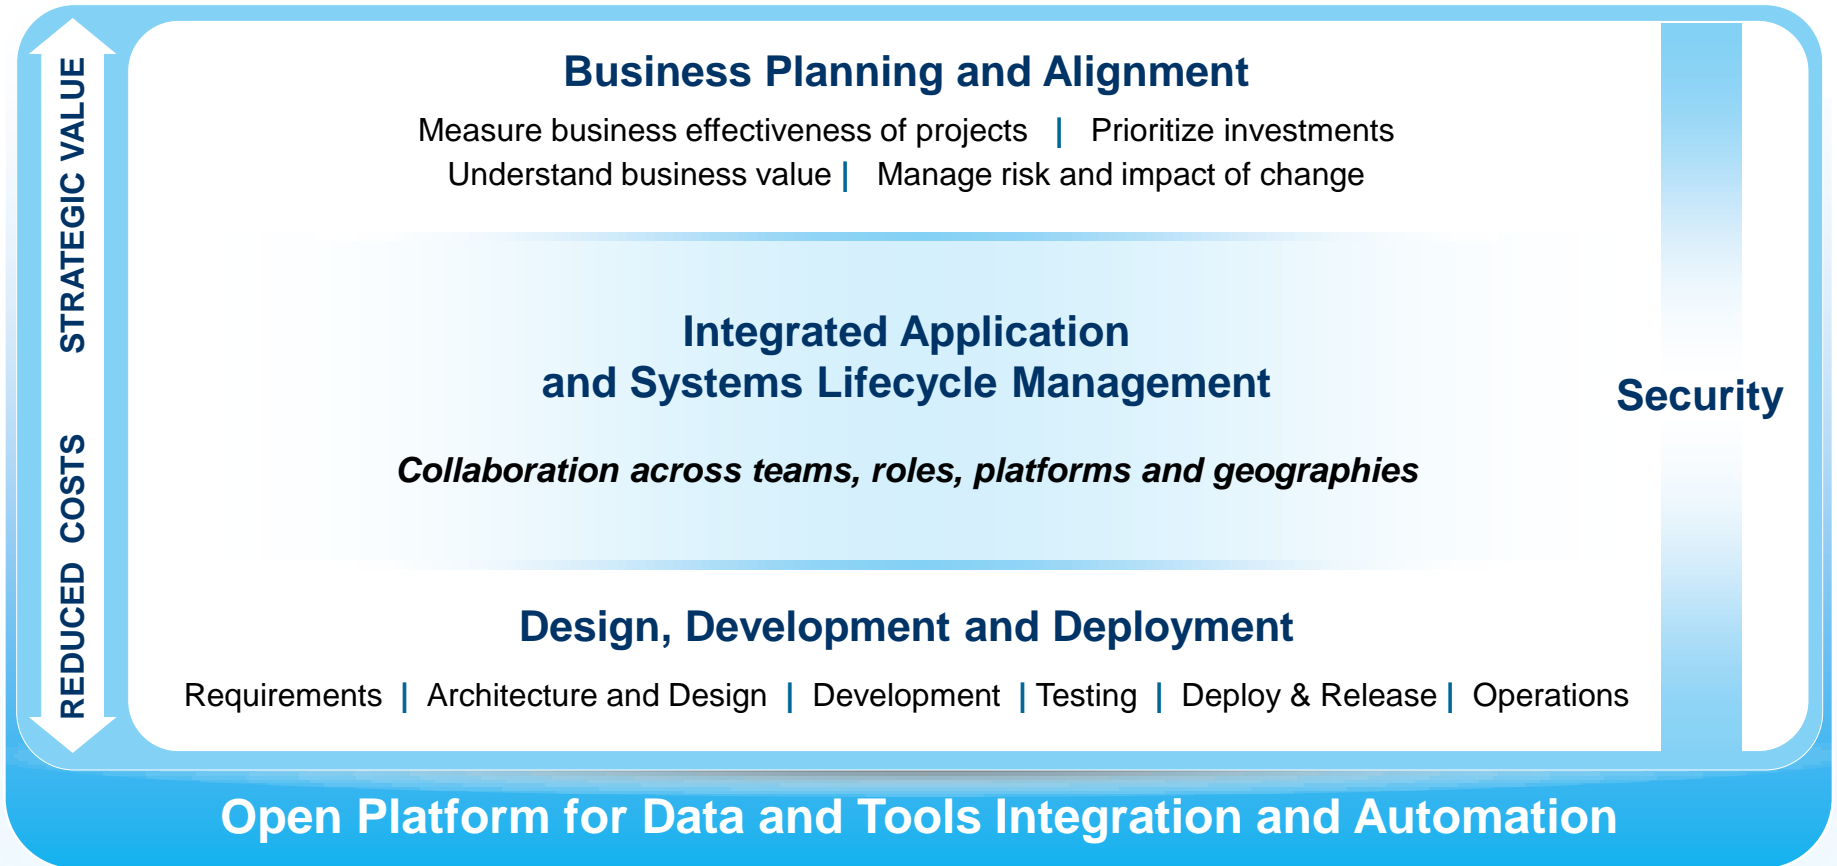 STRATEGIC VALUE
REDUCED COSTS
Business Planning and Alignment
Measure business effectiveness of projects | Prioritize investments
Understand business value | Manage risk and impact of change
Integrated Application
and Systems Lifecycle Management
Collaboration across teams, roles, platforms and geographies
Security
Design, Development and Deployment
Requirements | Architecture and Design | Development | Testing | Deploy & Release | Operations
Open Platform for Data and Tools Integration and Automation